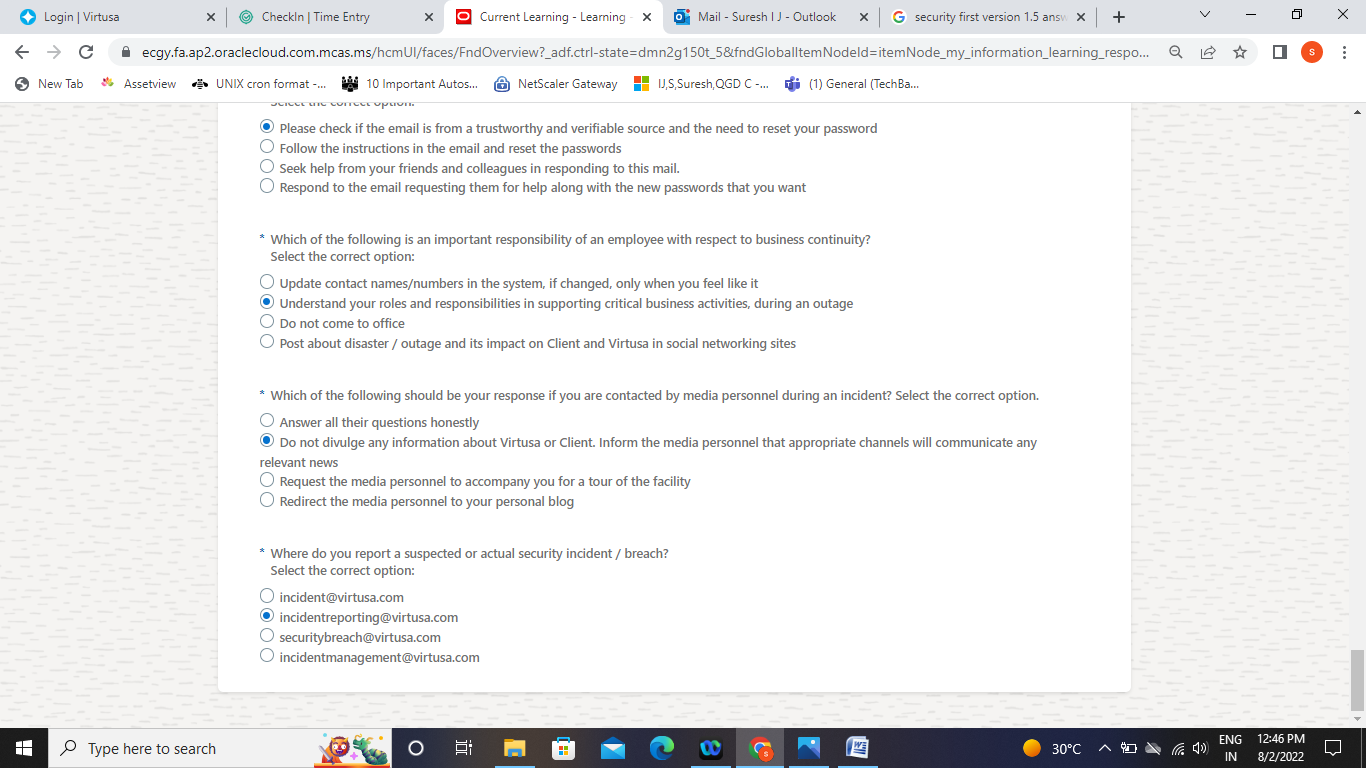 Login | Virtusa
CheckIn | Time Entry
Current Learning - Learning -
Mail - Suresh I J - Outlook
security first version 1.5 answ
ecgy.fa.ap2.oraclecloud.com.mcas.ms/hcmUI/faces/FndOverview?_adf.ctrl-state=dmn2g150t_5&fndGlobalItemNodeId=itemNode_my_information_learning_respo...
S
New Tab
Assetview
UNIX cron format -...
10 Important Autos...
NetScaler Gateway
IJ,S,Suresh,QGD C -...
(1) General (TechBa...
Select the correct option:
Please check if the email is from a trustworthy and verifiable source and the need to reset your password
Follow the instructions in the email and reset the passwords
Seek help from your friends and colleagues in responding to this mail.
Respond to the email requesting them for help along with the new passwords that you want
* Which of the following is an important responsibility of an employee with respect to business continuity?
Select the correct option:
Update contact names/numbers in the system, if changed, only when you feel like it
Understand your roles and responsibilities in supporting critical business activities, during an outage
Do not come to office
Post about disaster / outage and its impact on Client and Virtusa in social networking sites
* Which of the following should be your response if you are contacted by media personnel during an incident? Select the correct option.
Answer all their questions honestly
Do not divulge any information about Virtusa or Client. Inform the media personnel that appropriate channels will communicate any
relevant news
Request the media personnel to accompany you for a tour of the facility
Redirect the media personnel to your personal blog
* Where do you report a suspected or actual security incident / breach?
Select the correct option:
incident@virtusa.com
incidentreporting@virtusa.com
securitybreach@virtusa.com
incidentmanagement@virtusa.com
Type here to search
30°C
ENG
IN
12:46 PM
8/2/2022